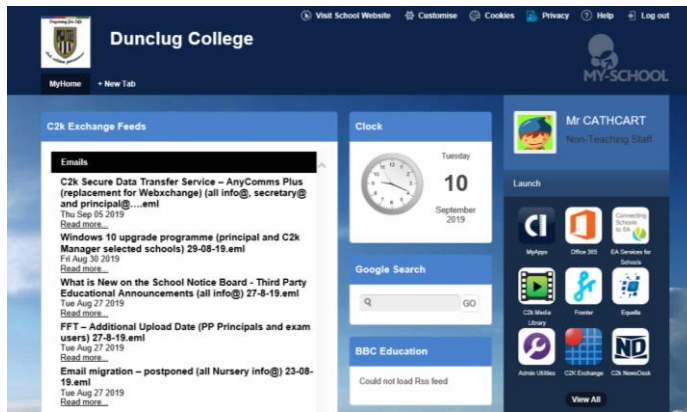 Visit School Website Customise Cookies Privacy Help Log out
Dunclug College
MY-SCHOOL
MyHome + New Tab
C2k Exchange Feeds
Emails
C2k Secure Data Transfer Service – AnyComms Plus
(replacement for Webxchange) (all info@, secretary@
and principal@....eml
Thu Sep 05 2019
Read more...
Windows 10 upgrade programme (principal and C2k
Manager selected schools) 29-08-19.eml
Fri Aug 30 2019
Read more...
What is New on the School Notice Board - Third Party
Educational Announcements (all info@) 27-8-19.eml
Tue Aug 27 2019
Read more...
FFT – Additional Upload Date (PP Principals and exam
users) 27-8-19.eml
Tue Aug 27 2019
Read more...
Email migration – postponed (all Nursery info@) 23-08-
19.eml
Tue Aug 27 2019
Read more...
Clock
Tuesday
10
September
2019
Google Search
GO
BBC Education
Could not load Rss feed
Mr CATHCART
Non-Teaching Staff
Launch
Connecting
Schools
to EA
MyApps Office 365 EA Services for
Schools
C2k Media
Library
Fronter Equella
ND
Admin Utilities C2K Exchange C2k NewsDesk
View All